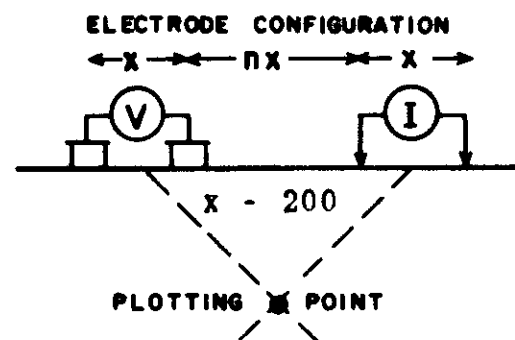 ELECTRODE CONFIGURATION
x nx x
V I
x - 200
PLOTTING POINT